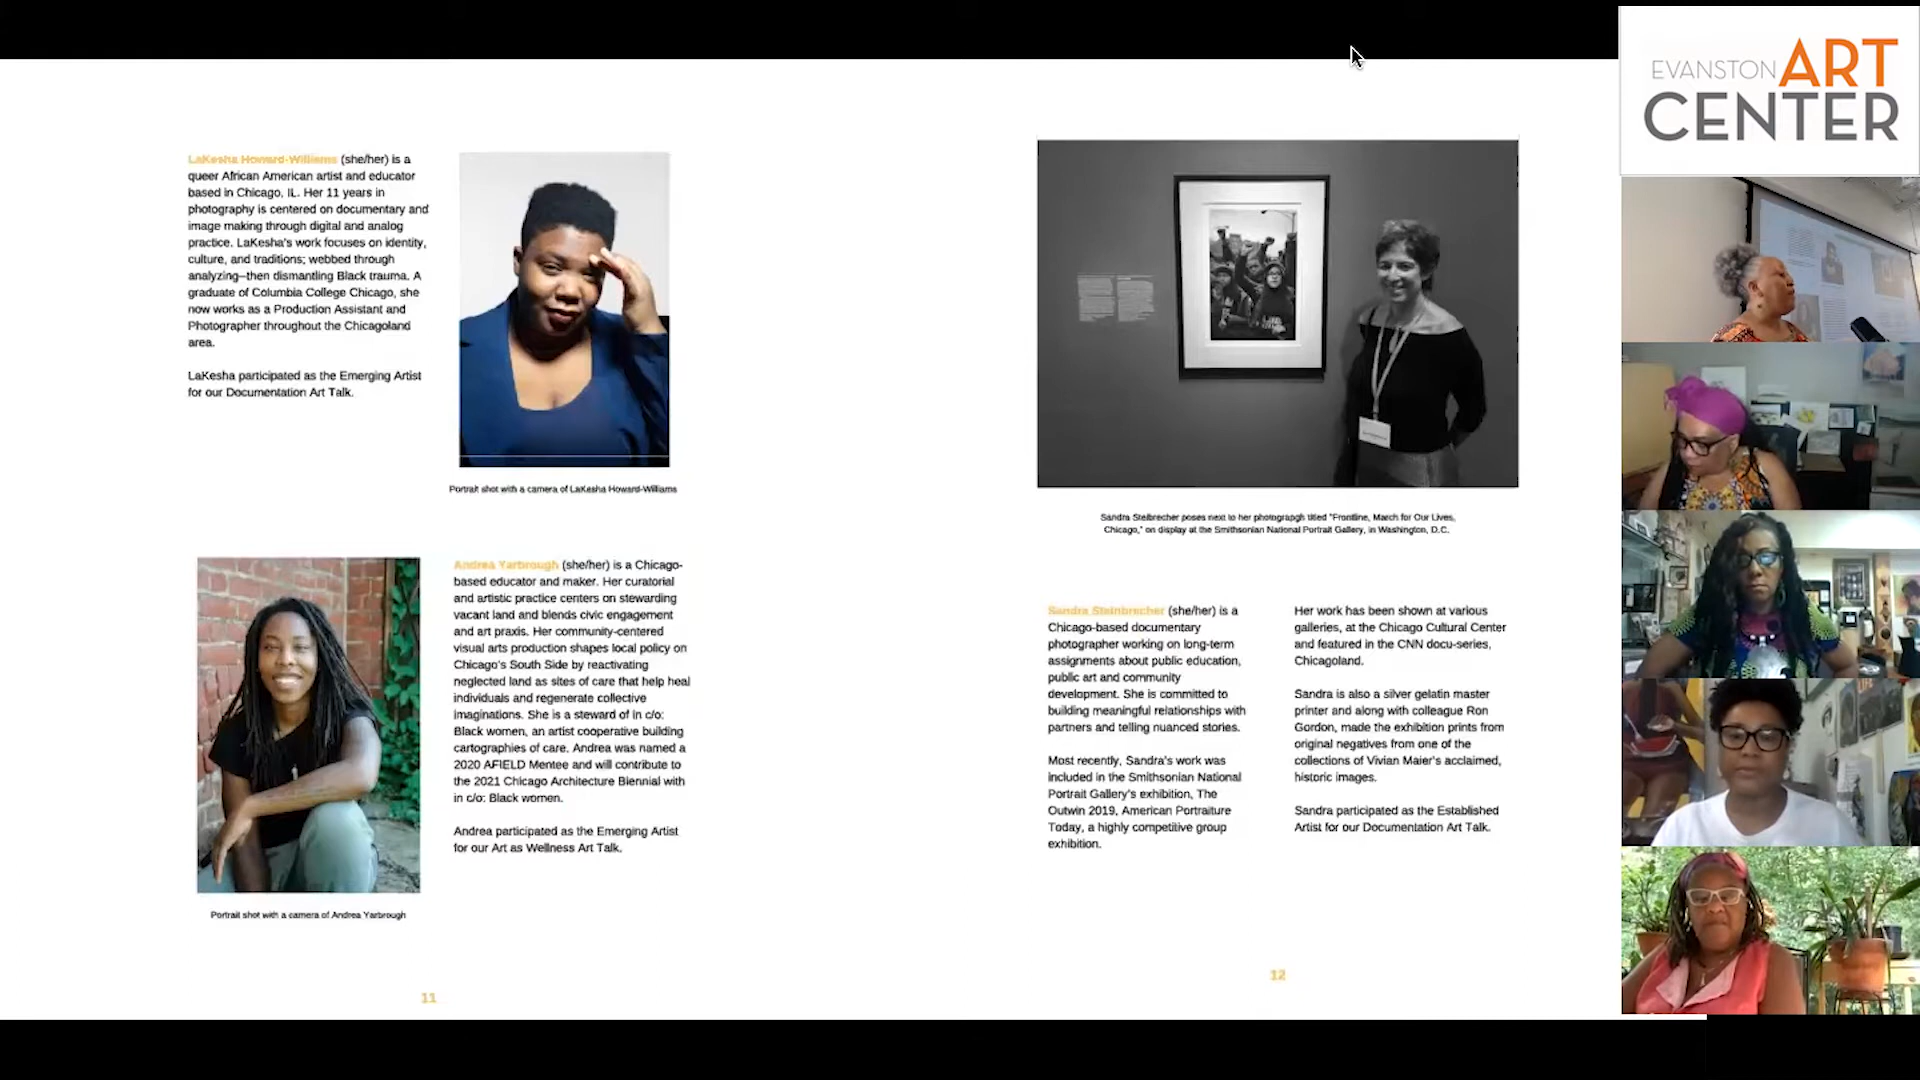 LaKesha Howard-Williams (she/her) is a
queer African American artist and educator
based in Chicago, IL. Her 11 years in
photography is centered on documentary and
image making through digital and analog
practice. LaKesha's work focuses on identity,
culture, and traditions; webbed through
analyzing–then dismantling Black trauma. A
graduate of Columbia College Chicago, she
now works as a Production Assistant and
Photographer throughout the Chicagoland
area.
LaKesha participated as the Emerging Artist
for our Documentation Art Talk.
Portrait shot with a camera of LaKesha Howard-Williams
Andrea Yarbrough (she/her) is a Chicago-
based educator and maker. Her curatorial
and artistic practice centers on stewarding
vacant land and blends civic engagement
and art praxis. Her community-centered
visual arts production shapes local policy on
Chicago's South Side by reactivating
neglected land as sites of care that help heal
individuals and regenerate collective
imaginations. She is a steward of in c/o:
Black women, an artist cooperative building
cartographies of care. Andrea was named a
2020 AFIELD Mentee and will contribute to
the 2021 Chicago Architecture Biennial with
in c/o: Black women.
Andrea participated as the Emerging Artist
for our Art as Wellness Art Talk.
Portrait shot with a camera of Andrea Yarbrough
11
Sandra Steibrecher poses next to her photograpgh titled "Frontline, March for Our Lives,
Chicago," on display at the Smithsonian National Portrait Gallery, in Washington, D.C.
Sandra Steinbrecher (she/her) is a
Chicago-based documentary
photographer working on long-term
assignments about public education,
public art and community
development. She is committed to
building meaningful relationships with
partners and telling nuanced stories.
Most recently, Sandra's work was
included in the Smithsonian National
Portrait Gallery's exhibition, The
Outwin 2019, American Portraiture
Today, a highly competitive group
exhibition.
Her work has been shown at various
galleries, at the Chicago Cultural Center
and featured in the CNN docu-series,
Chicagoland.
Sandra is also a silver gelatin master
printer and along with colleague Ron
Gordon, made the exhibition prints from
original negatives from one of the
collections of Vivian Maier's acclaimed,
historic images.
Sandra participated as the Established
Artist for our Documentation Art Talk.
12
EVANSTON ART
CENTER
LIFE